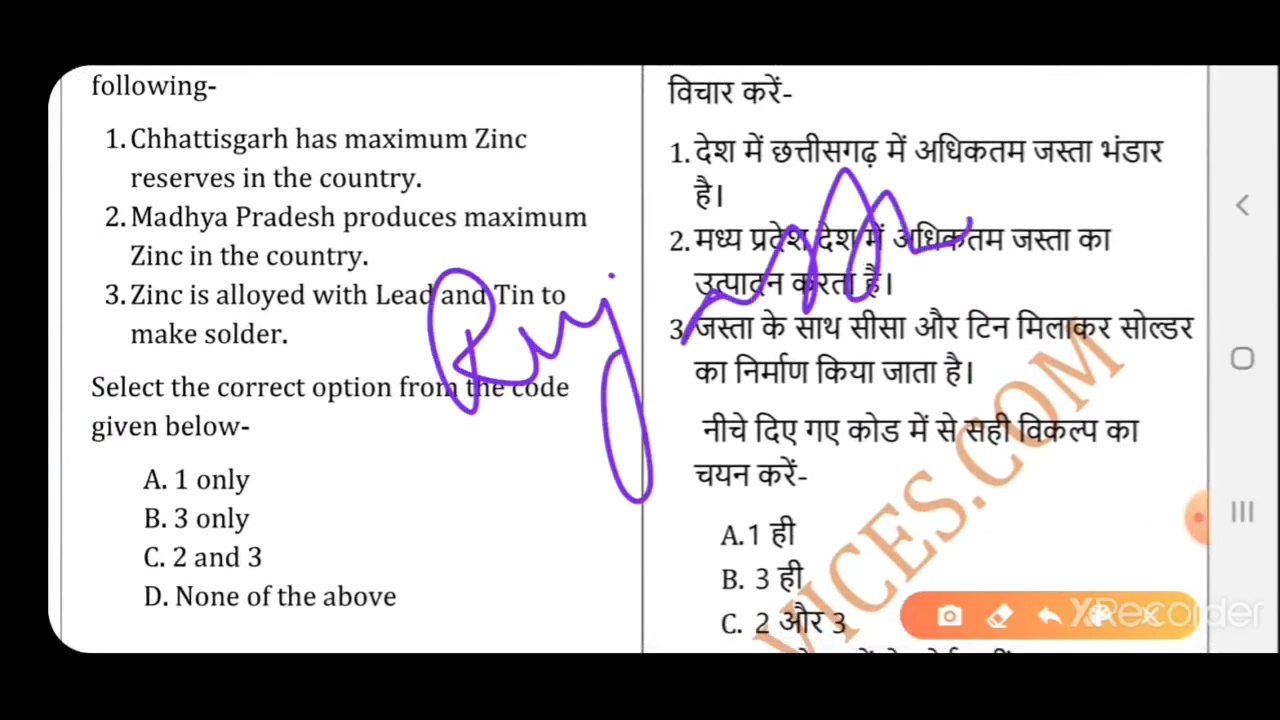 following-
1. Chhattisgarh has maximum Zinc
reserves in the country.
2. Madhya Pradesh produces maximum
Zinc in the country.
3. Zinc is alloyed with Lead and Tin to
make solder.
Select the correct option from the code
given below-
A. 1 only
B. 3 only
C. 2 and 3
D. None of the above
विचार करें-
1. देश में छत्तीसगढ़ में अधिकतम जस्ता भंडार
है।
2. मध्य प्रदेश देश में अधिकतम जस्ता का
उत्पादन करता है।
3. जस्ता के साथ सीसा और टिन मिलाकर सोल्डर
का निर्माण किया जाता है।
नीचे दिए गए कोड में से सही विकल्प का
चयन करें-
A. 1 ही
B. 3 ही
C. 2 और 3
VICES.COM
XRecorder